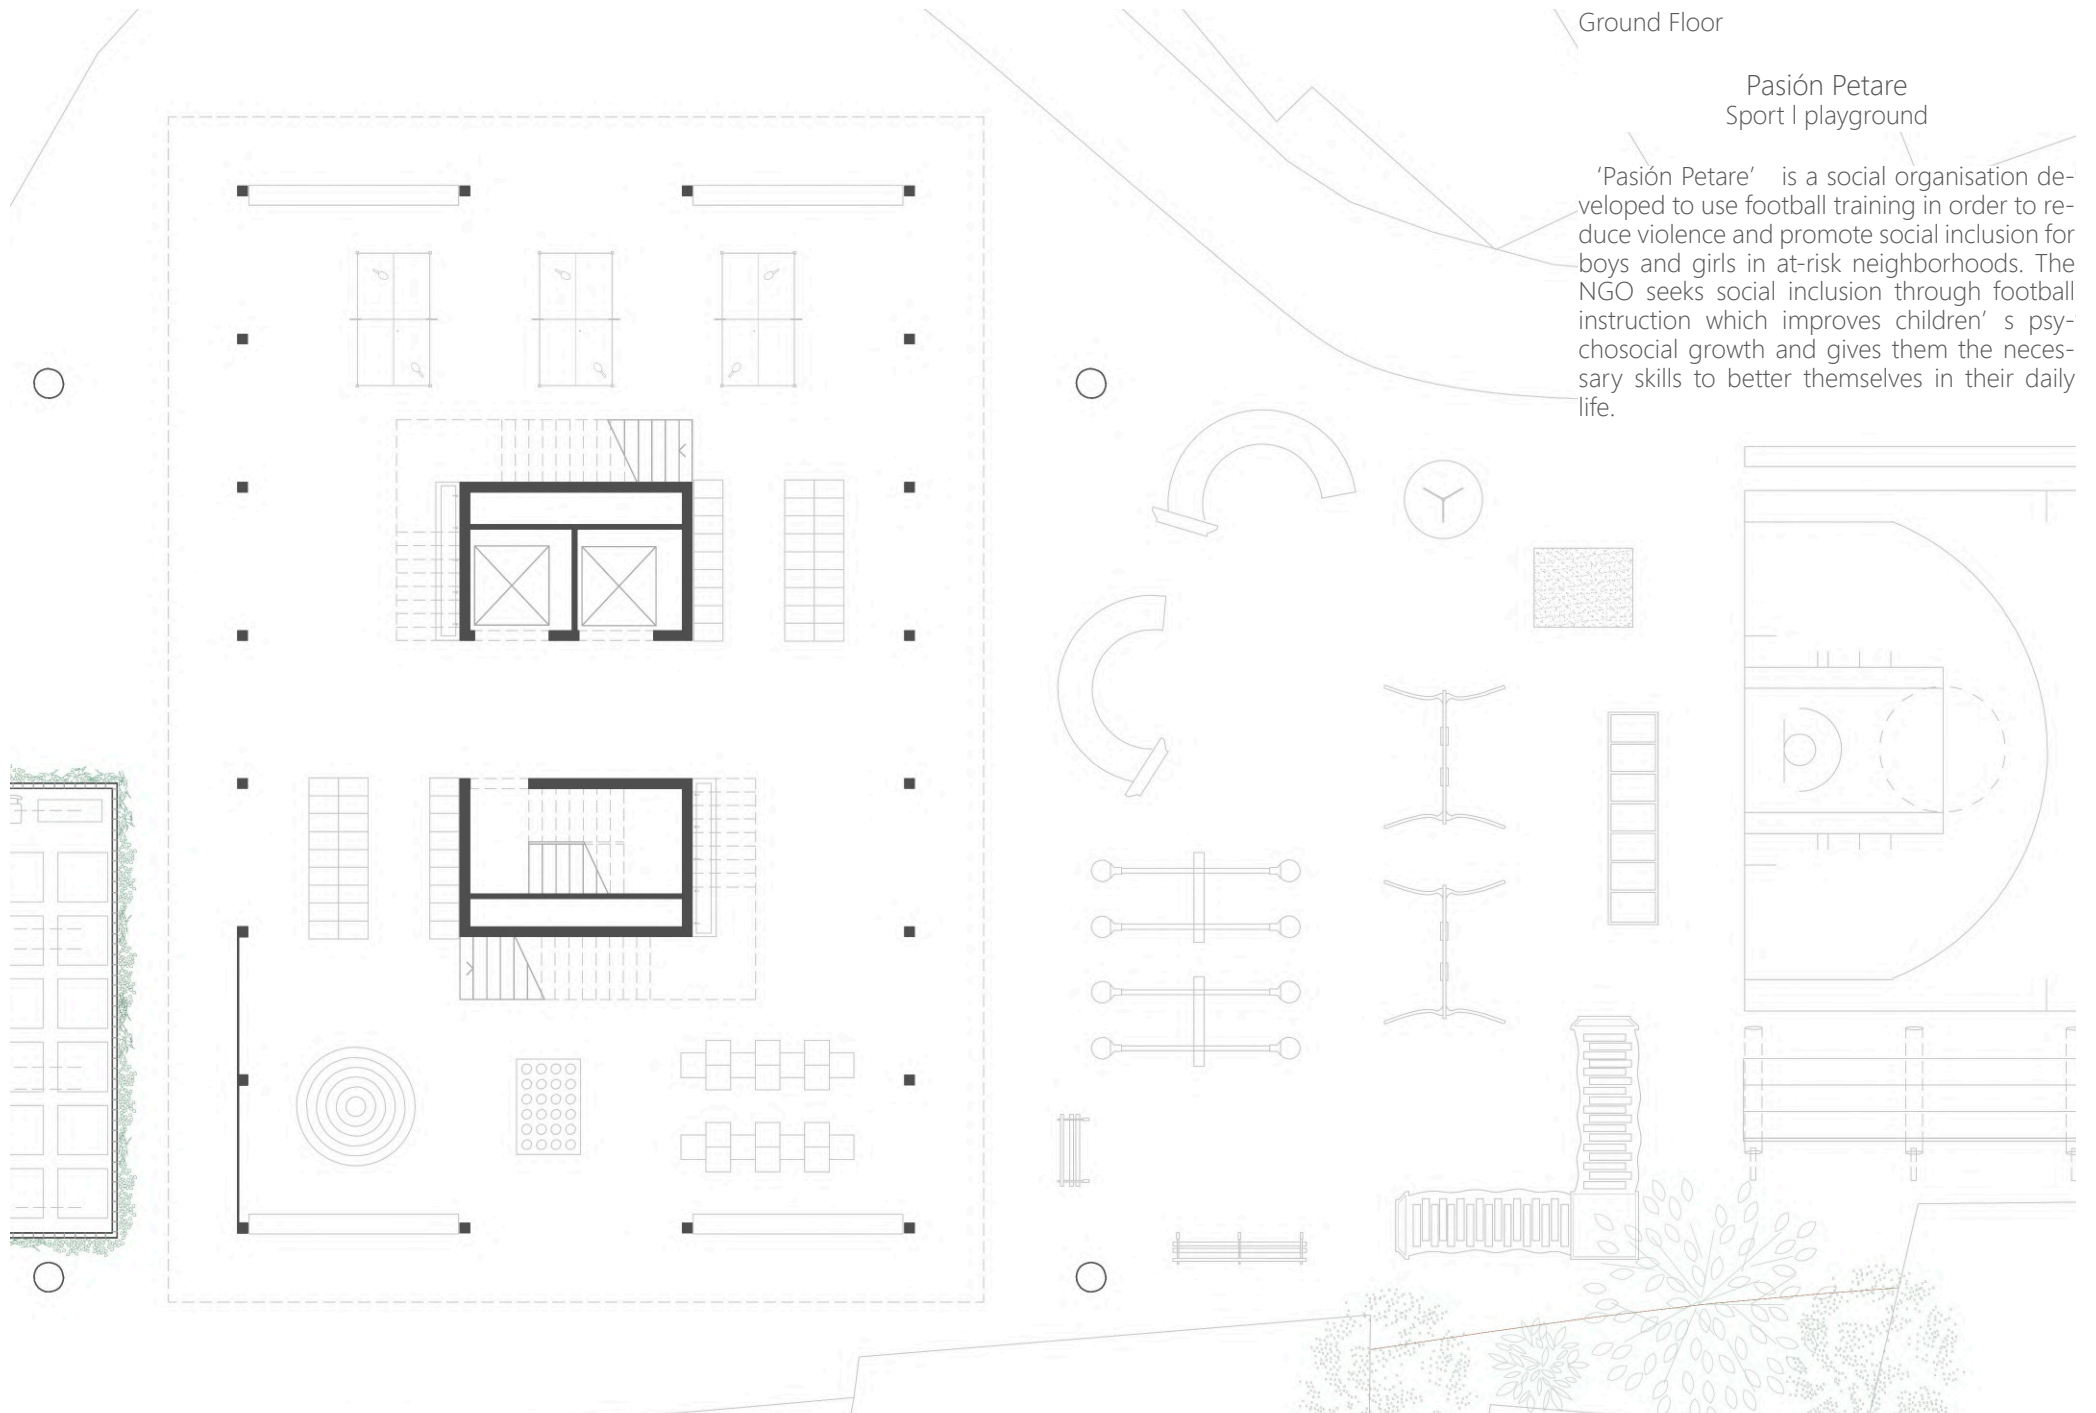 Ground Floor
Pasión Petare
Sport l playground
‘Pasión Petare’ is a social organisation de-
veloped to use football training in order to re-
duce violence and promote social inclusion for
boys and girls in at-risk neighborhoods. The
NGO seeks social inclusion through football
instruction which improves children’ s psy-
chosocial growth and gives them the neces-
sary skills to better themselves in their daily
life.